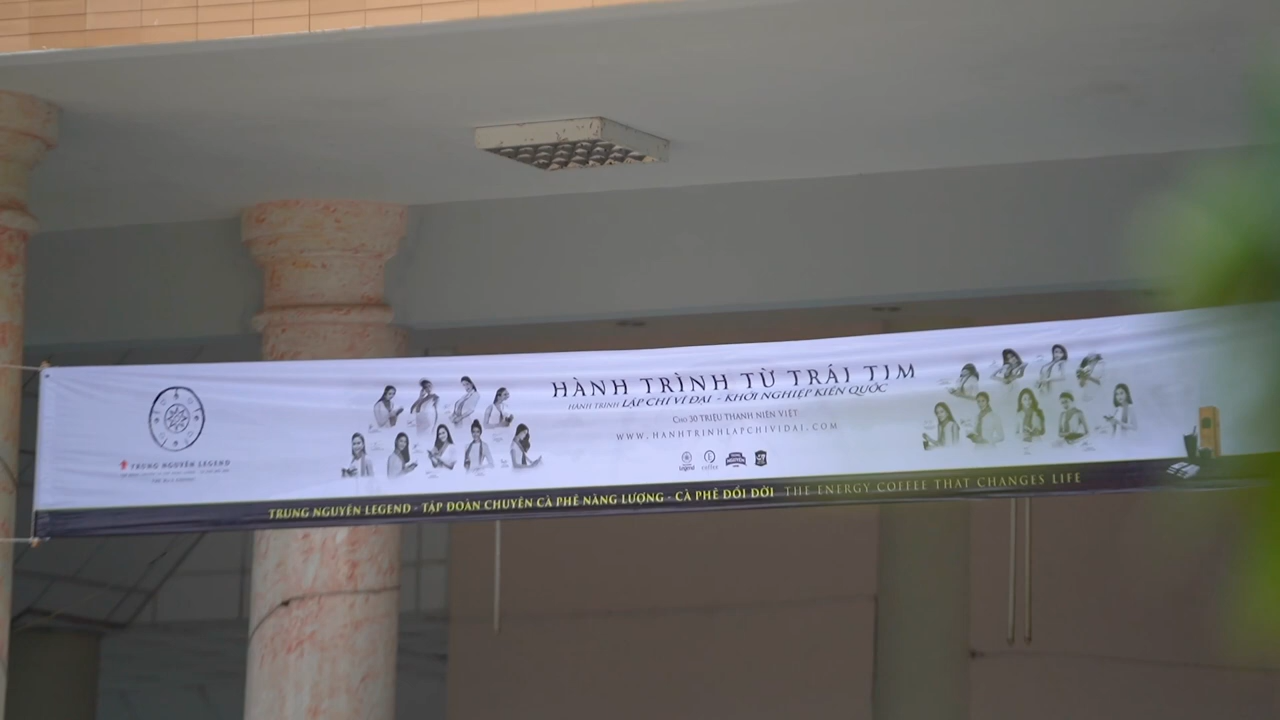 HÀNH TRÌNH TỪ TRÁI TIM
HÀNH TRÌNH LẬP CHÍ VĨ ĐẠI - KHỞI NGHIỆP KIẾN QUỐC
CHO 30 TRIỆU THANH NIÊN VIỆT
WWW.HANHTRINHLAPCHIVIDAI.COM
TRUNG NGUYÊN LEGEND
TRUNG NGUYÊN LEGEND - TẬP ĐOÀN CHUYÊN CÀ PHÊ NĂNG LƯỢNG - CÀ PHÊ ĐỔI ĐỜI THE ENERGY COFFEE THAT CHANGES LIFE